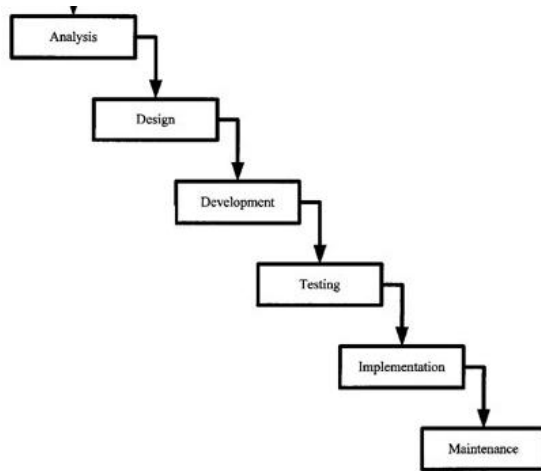 Analysis
Design
Development
Testing
Implementation
Maintenance